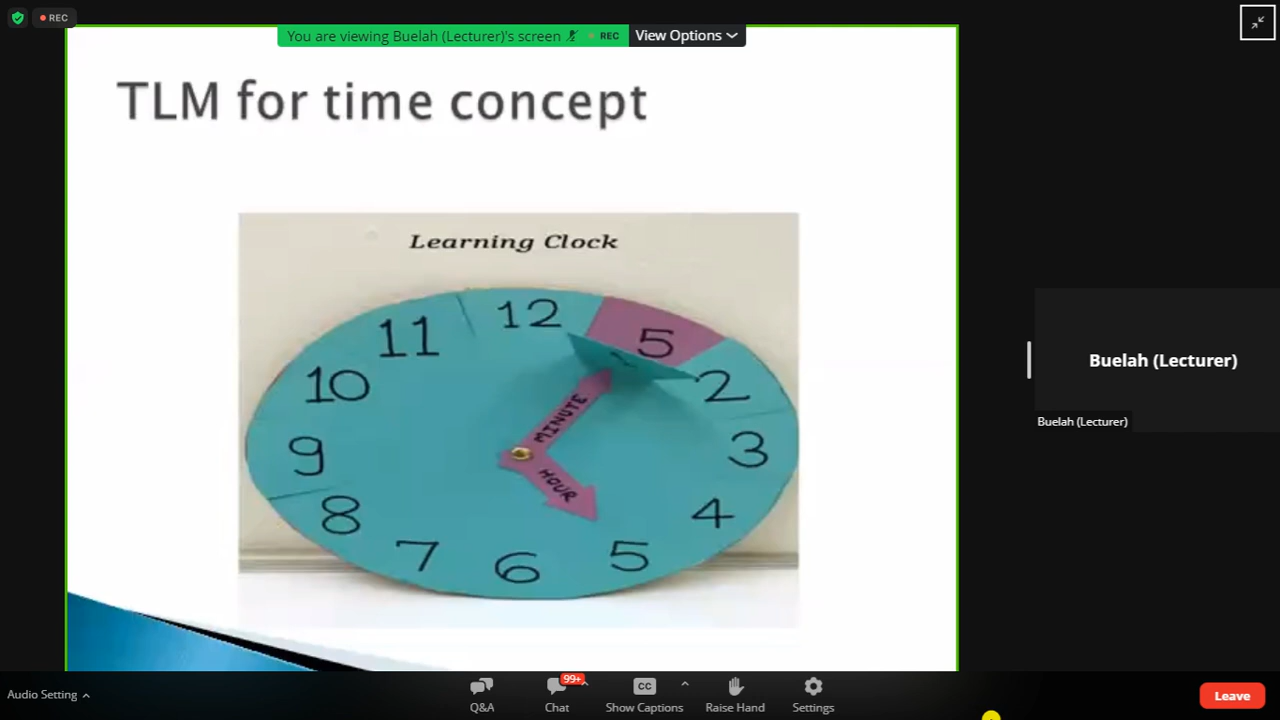 REC
You are viewing Buelah (Lecturer)'s screen REC View Options
TLM for time concept
Learning Clock
12
11
5
10
2
MINUTE
9
3
HOUR
8
4
7
6
5
Buelah (Lecturer)
Buelah (Lecturer)
Audio Setting
99+
CC
Q&A Chat Show Captions Raise Hand Settings
Leave